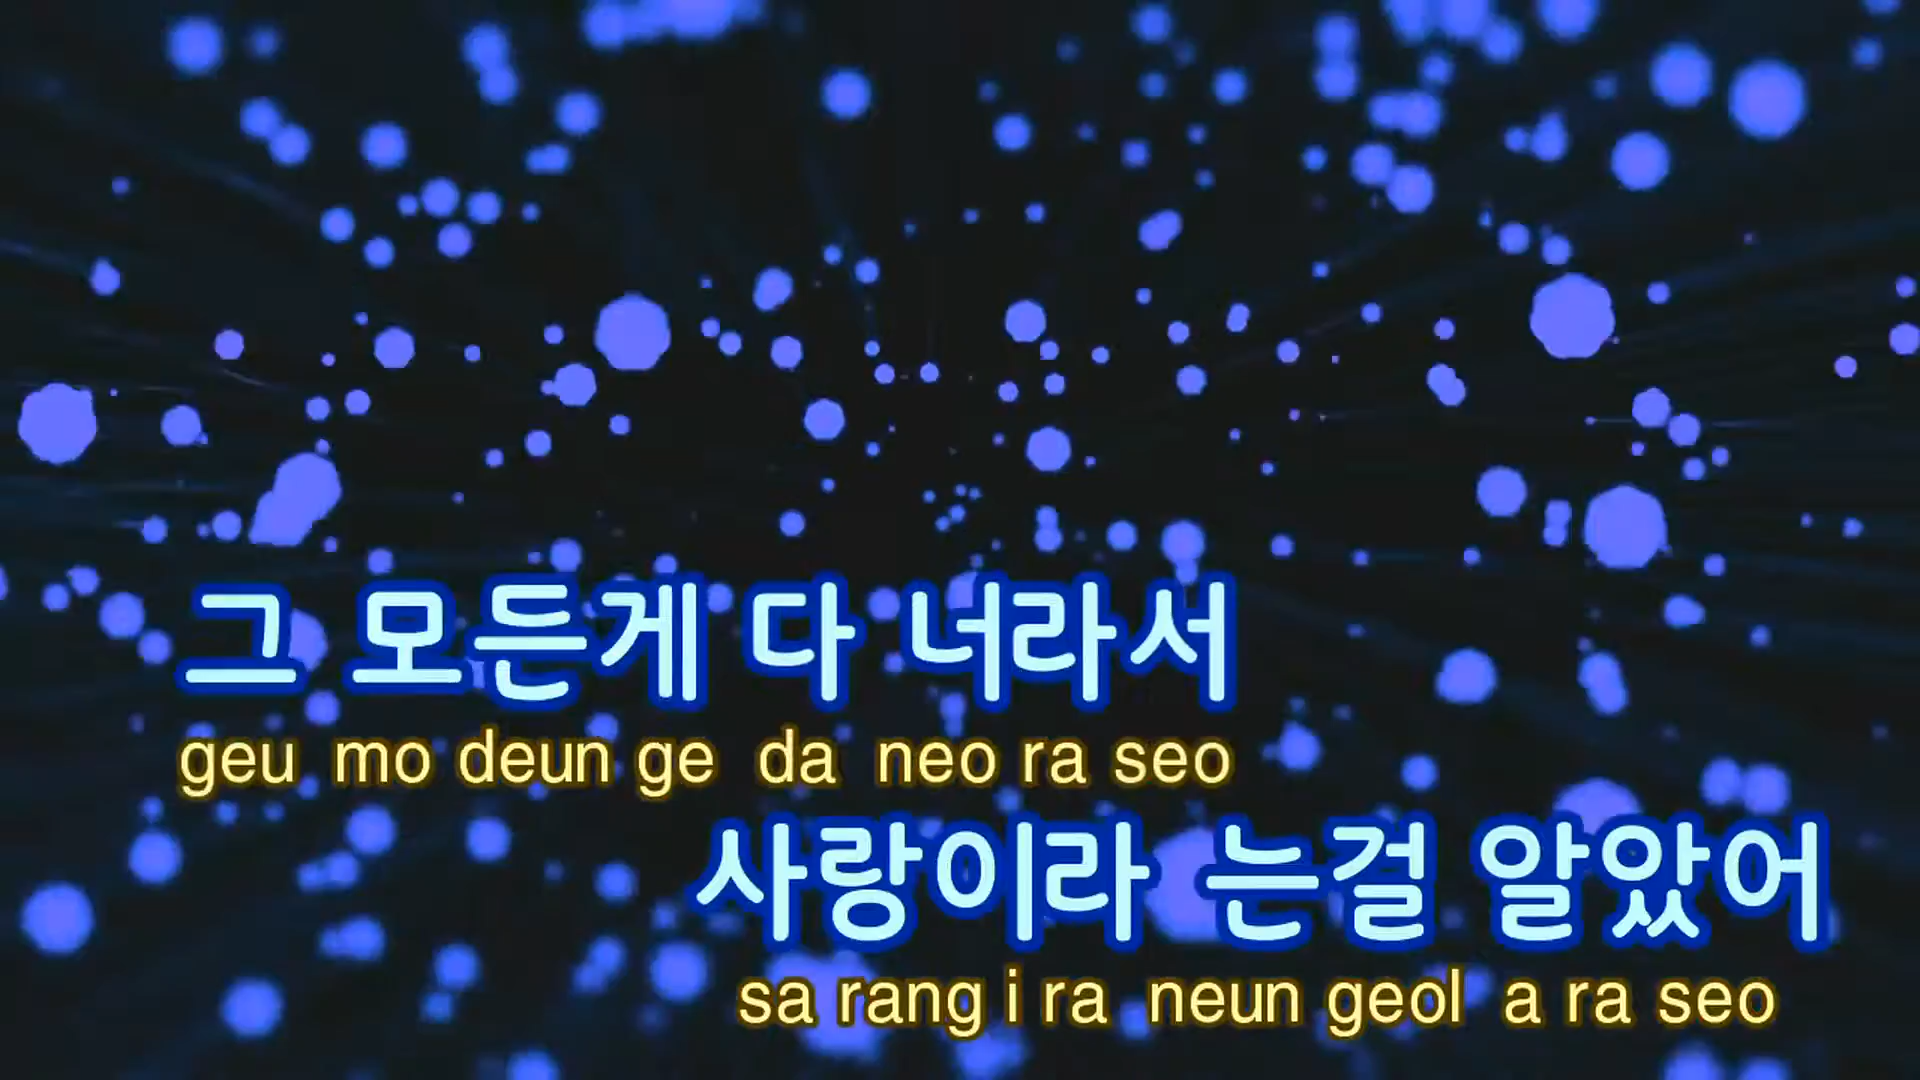 그 모든게 다 너라서
geu mo deun ge da neo ra seo
사랑이라 는걸 알았어
sa rang i ra neun geol a ra seo